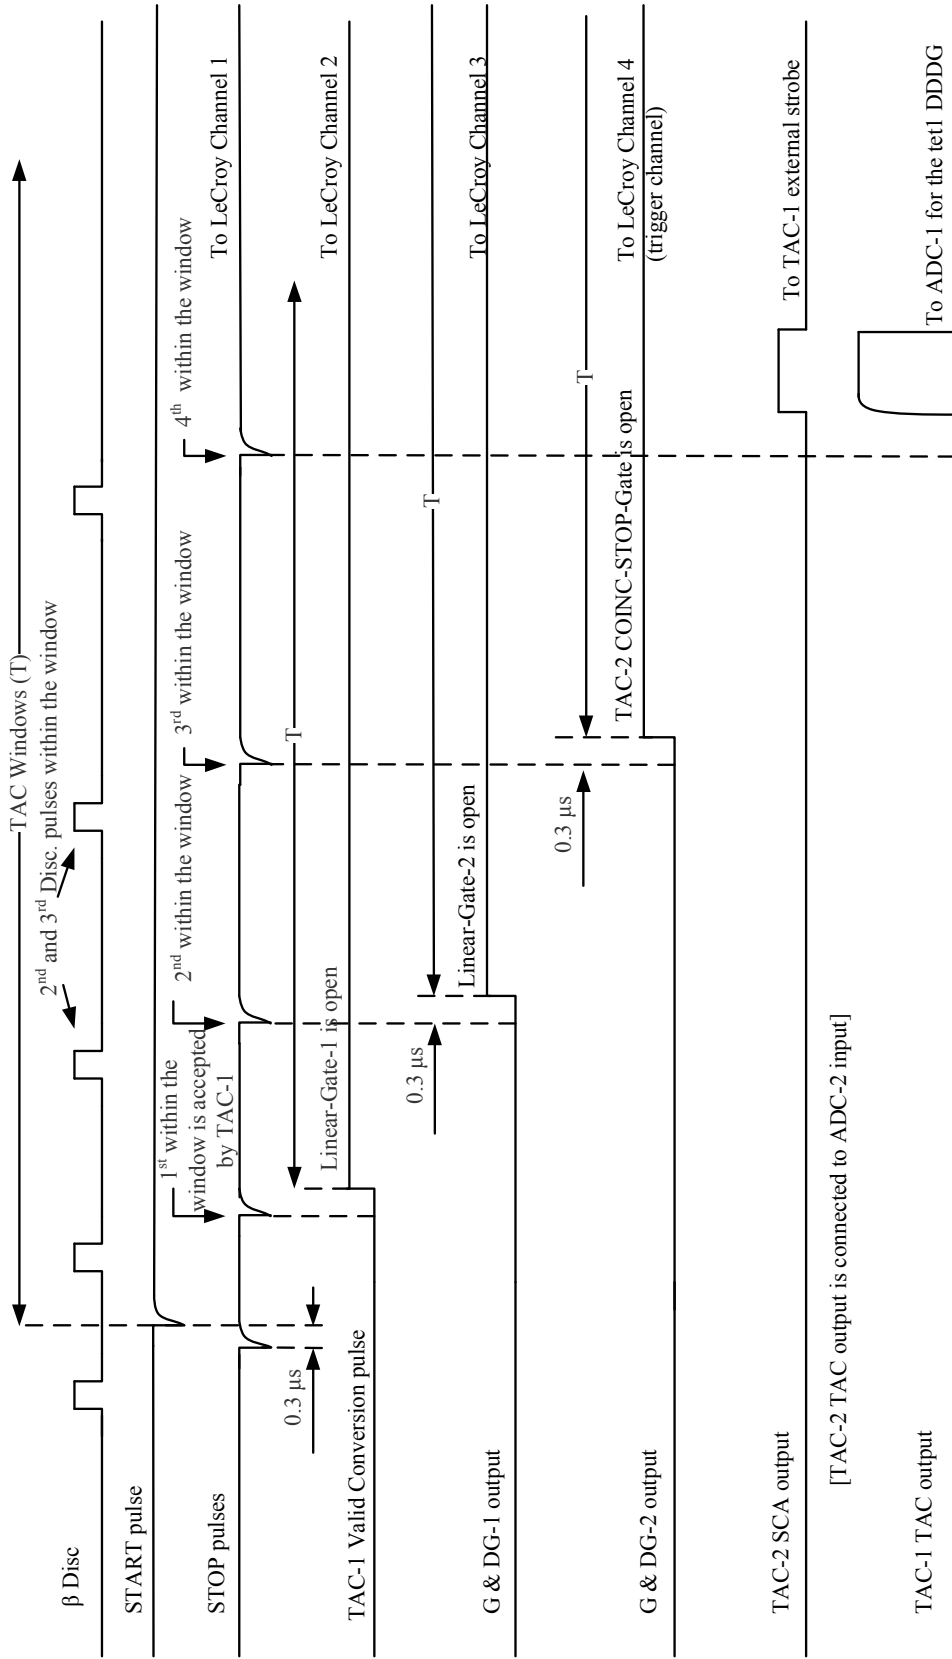 TAC Windows (T)
2nd and 3rd Disc. pulses within the window
β Disc
START pulse
1st within the
window is accepted
by TAC-1
2nd within the window
3rd within the window
4th within the window
STOP pulses
To LeCroy Channel 1
0.3 µs
T
Linear-Gate-1 is open
TAC-1 Valid Conversion pulse
To LeCroy Channel 2
0.3 µs
T
Linear-Gate-2 is open
G & DG-1 output
To LeCroy Channel 3
0.3 µs
T
TAC-2 COINC-STOP-Gate is open
G & DG-2 output
To LeCroy Channel 4
(trigger channel)
TAC-2 SCA output
To TAC-1 external strobe
[TAC-2 TAC output is connected to ADC-2 input]
TAC-1 TAC output
To ADC-1 for the tet1 DDDG